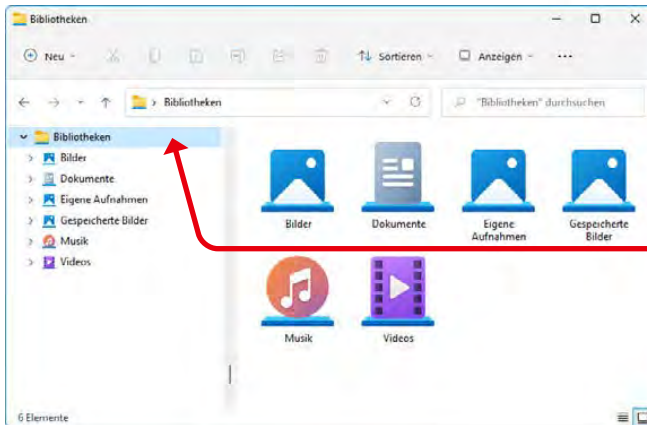 Bibliotheken
Neu
Sortieren
Anzeigen
Bibliotheken
"Bibliotheken" durchsuchen
Bibliotheken
Bilder
Dokumente
Eigene Aufnahmen
Gespeicherte Bilder
Musik
Videos
Bilder
Dokumente
Eigene
Aufnahmen
Gespeicherte
Bilder
Musik
Videos
6 Elemente